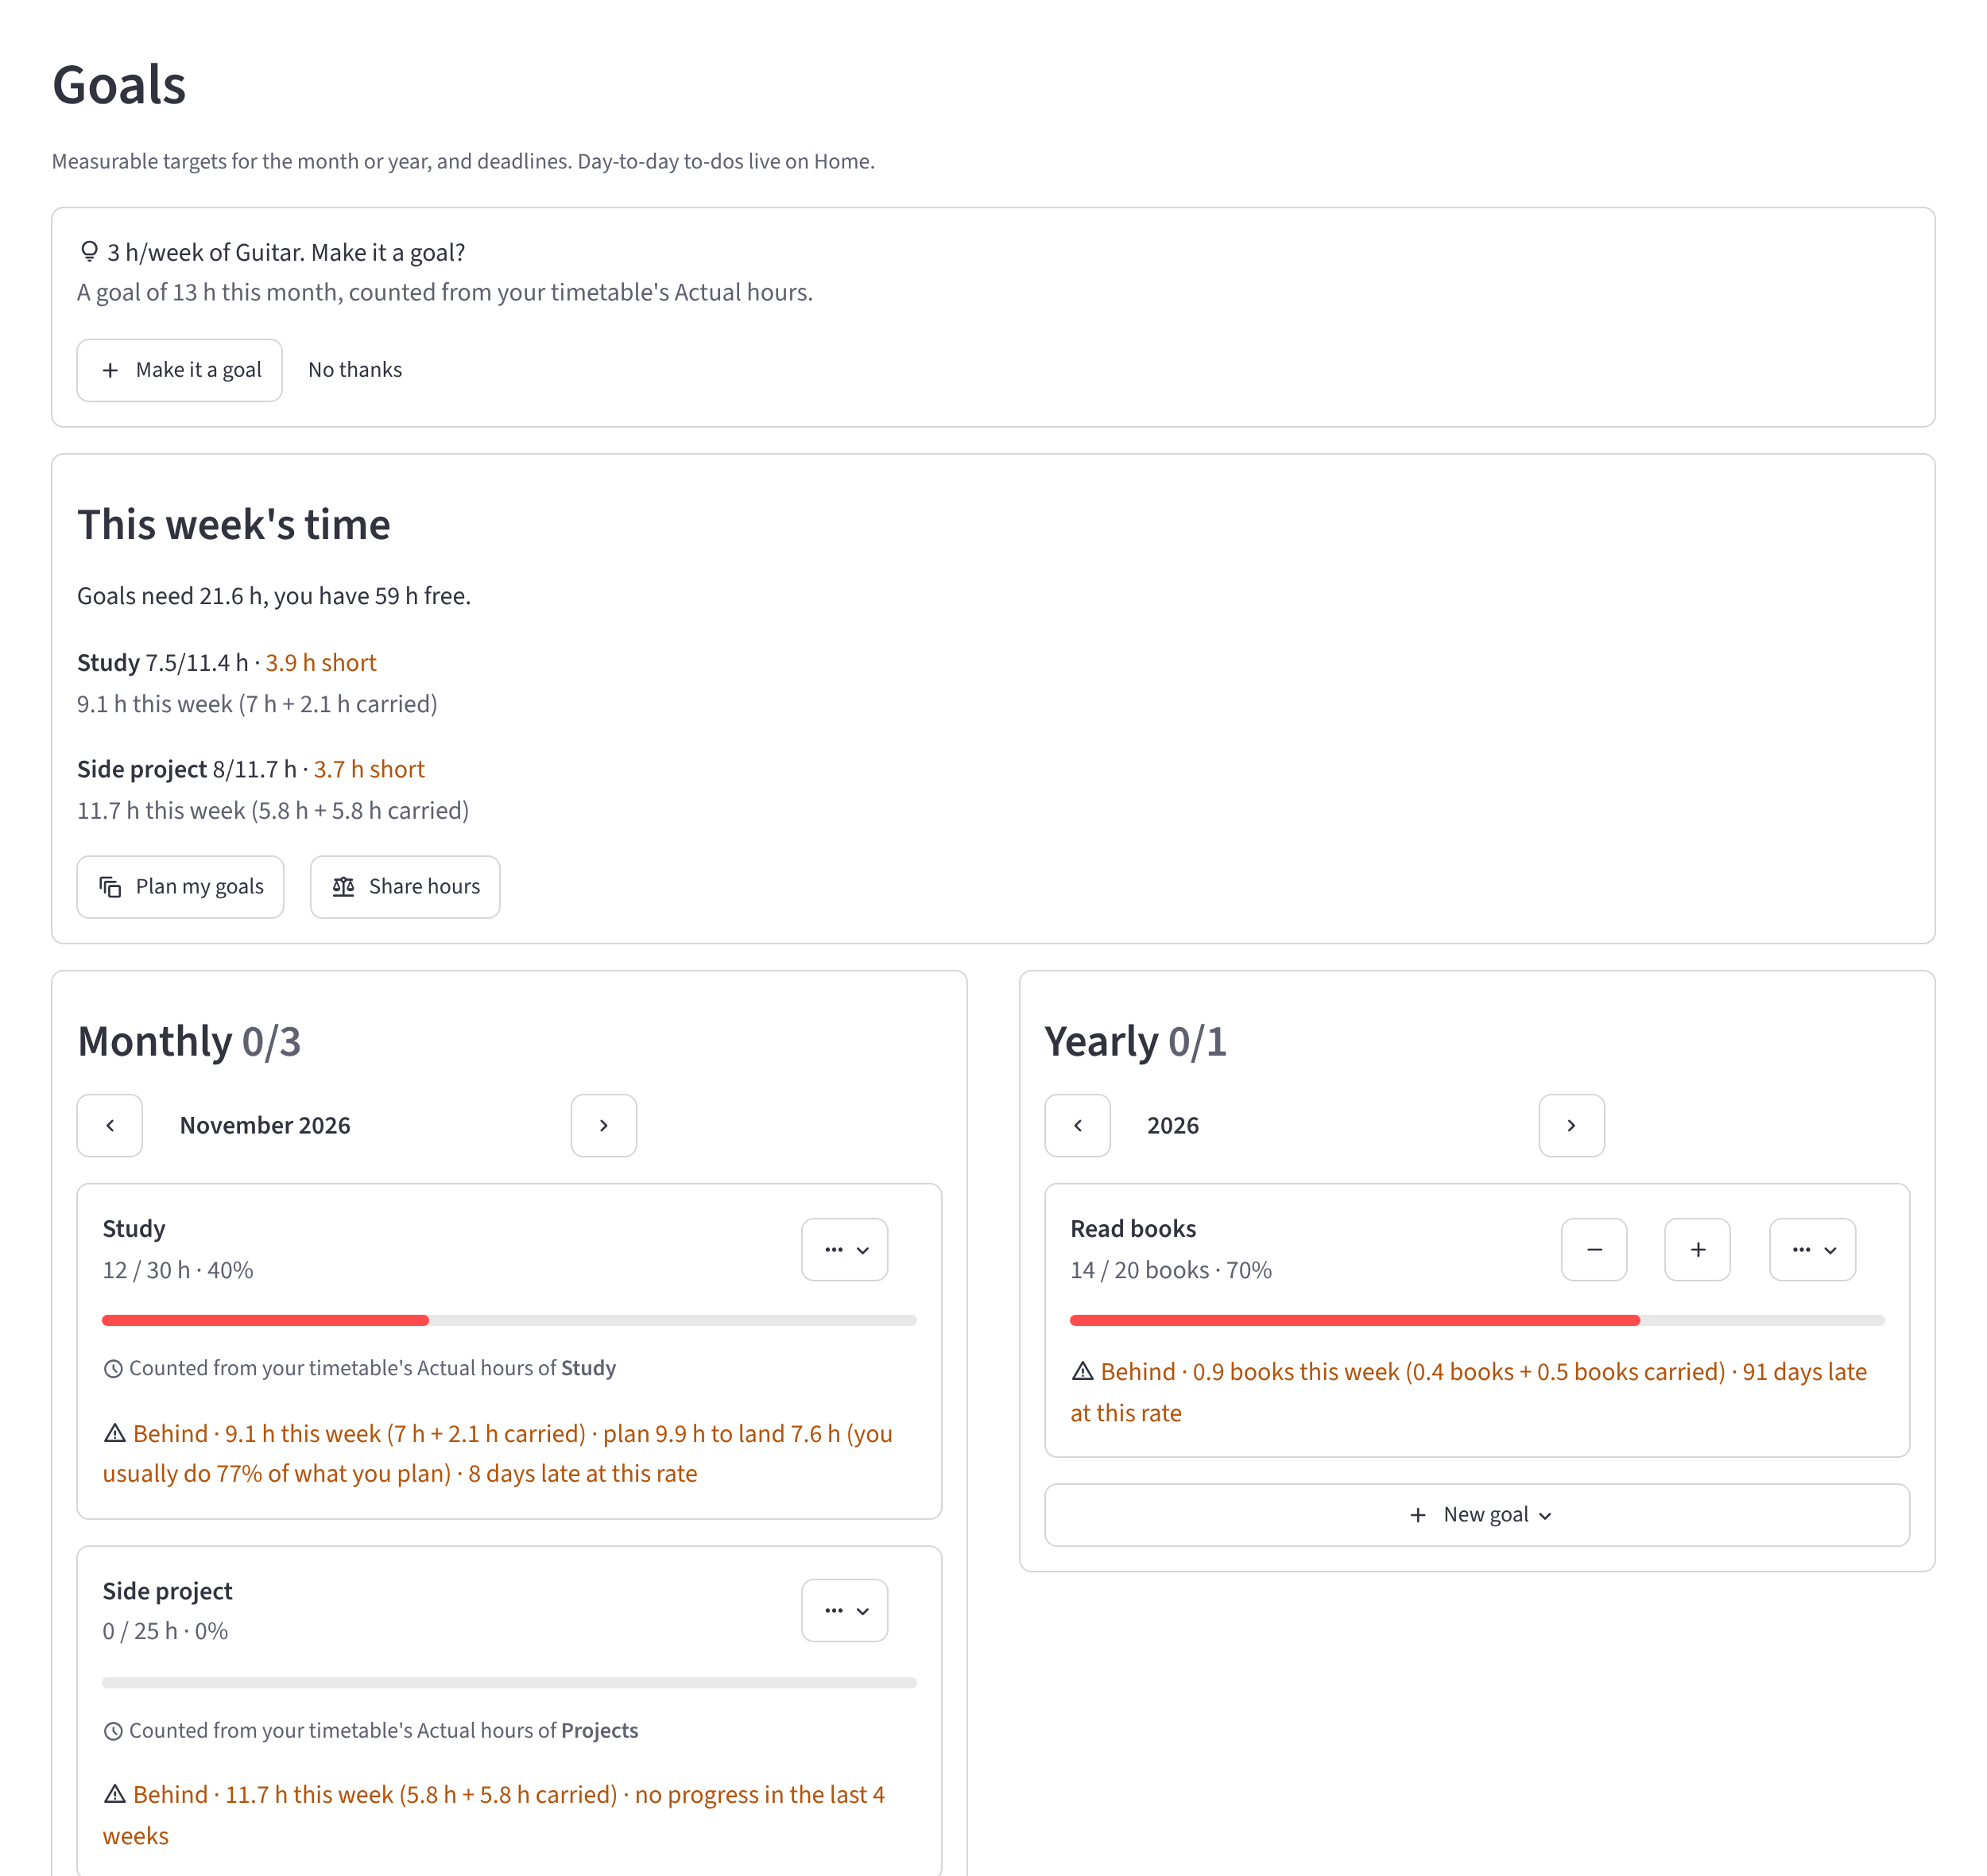 Goals
Measurable targets for the month or year, and deadlines. Day-to-day to-dos live on Home.
3 h/week of Guitar. Make it a goal?
A goal of 13 h this month, counted from your timetable's Actual hours.
+ Make it a goal
No thanks
This week's time
Goals need 21.6 h, you have 59 h free.
Study 7.5/11.4 h · 3.9 h short
9.1 h this week (7 h + 2.1 h carried)
Side project 8/11.7 h · 3.7 h short
11.7 h this week (5.8 h + 5.8 h carried)
Plan my goals
Share hours
Monthly 0/3
November 2026
Study
12 / 30 h · 40%
Counted from your timetable's Actual hours of Study
Behind · 9.1 h this week (7 h + 2.1 h carried) · plan 9.9 h to land 7.6 h (you
usually do 77% of what you plan) · 8 days late at this rate
Side project
0 / 25 h · 0%
Counted from your timetable's Actual hours of Projects
Behind · 11.7 h this week (5.8 h + 5.8 h carried) · no progress in the last 4
weeks
Yearly 0/1
2026
Read books
14 / 20 books · 70%
Behind · 0.9 books this week (0.4 books + 0.5 books carried) · 91 days late
at this rate
+ New goal